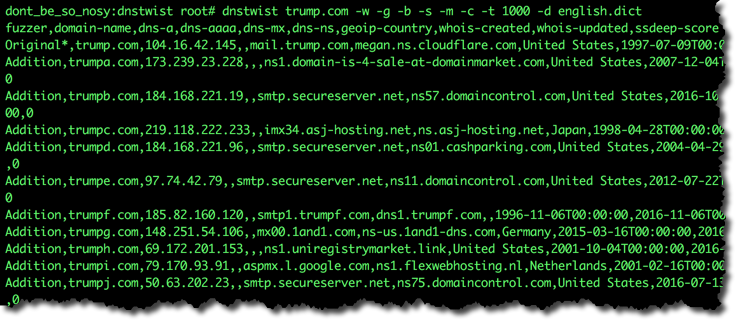 dont_be_so_nosy:dnstwist root# dnstwist trump.com -w -g -b -s -m -c -t 1000 -d english.dict
fuzzer,domain-name,dns-a,dns-aaaa,dns-mx,dns-ns,geoip-country,whois-created,whois-updated,ssdeep-score
Original*,trump.com,104.16.42.145,,mail.trump.com,megan.ns.cloudflare.com,United States,1997-07-09T00:0
Addition,trumpa.com,173.239.23.228,,,ns1.domain-is-4-sale-at-domainmarket.com,United States,2007-12-04T
0
Addition,trumpb.com,184.168.221.19,,smtp.secureserver.net,ns57.domaincontrol.com,United States,2016-10
00,0
Addition,trumpc.com,219.118.222.233,,imx34.asj-hosting.net,ns.asj-hosting.net,Japan,1998-04-28T00:00:00
Addition,trumpd.com,184.168.221.96,,smtp.secureserver.net,ns01.cashparking.com,United States,2004-04-29
,0
Addition,trumpe.com,97.74.42.79,,smtp.secureserver.net,ns11.domaincontrol.com,United States,2012-07-22T
0
Addition,trumpf.com,185.82.160.120,,smtp1.trumpf.com,dns1.trumpf.com,,1996-11-06T00:00:00,2016-11-06T00
Addition,trumpg.com,148.251.54.106,,mx00.1and1.com,ns-us.1and1-dns.com,Germany,2015-03-16T00:00:00,2016
Addition,trumph.com,69.172.201.153,,,ns1.uniregistrymarket.link,United States,2001-10-04T00:00:00,2016-
Addition,trumpi.com,79.170.93.91,,aspmx.l.google.com,ns1.flexwebhosting.nl,Netherlands,2001-02-16T00:00
Addition,trumpj.com,50.63.202.23,,smtp.secureserver.net,ns75.domaincontrol.com,United States,2016-07-13
,0